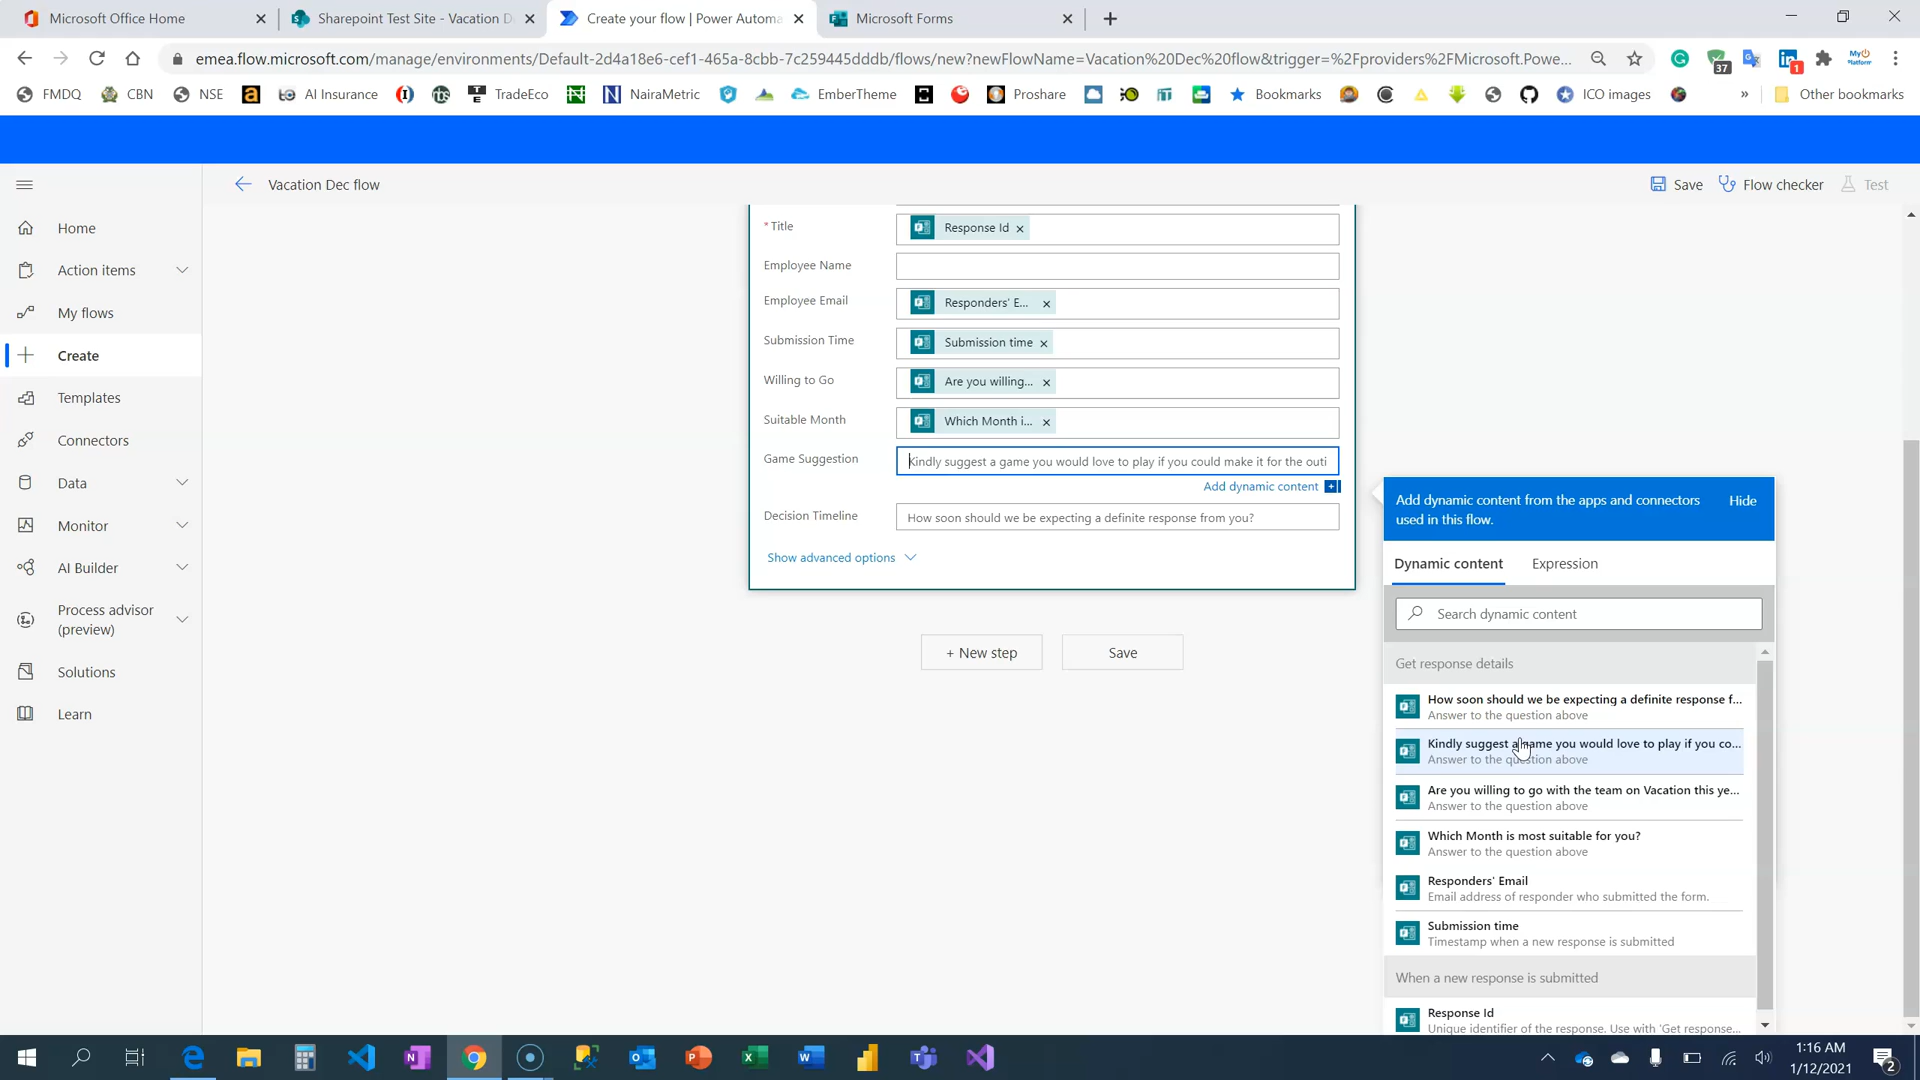 Microsoft Office Home
Sharepoint Test Site - Vacation D
Create your flow | Power Automa
Microsoft Forms
emea.flow.microsoft.com/manage/environments/Default-2d4a18e6-cef1-465a-8cbb-7c259445dddb/flows/new?newFlowName=Vacation%20Dec%20flow&trigger=%2Fproviders%2FMicrosoft.Powe...
37
1
My
Platform
FMDQ
CBN
NSE
AI Insurance
TradeEco
NairaMetric
EmberTheme
Proshare
Bookmarks
ICO images
»
Other bookmarks
Vacation Dec flow
Save
Flow checker
Test
Home
Action items
My flows
Create
Templates
Connectors
Data
Monitor
AI Builder
Process advisor
(preview)
Solutions
Learn
* Title
Response Id
Employee Name
Employee Email
Responders' E...
Submission Time
Submission time
Willing to Go
Are you willing...
Suitable Month
Which Month i...
Game Suggestion
Kindly suggest a game you would love to play if you could make it for the outi
Add dynamic content
Decision Timeline
How soon should we be expecting a definite response from you?
Show advanced options
+ New step
Save
Add dynamic content from the apps and connectors
used in this flow.
Hide
Dynamic content
Expression
Search dynamic content
Get response details
How soon should we be expecting a definite response f...
Answer to the question above
Kindly suggest a game you would love to play if you co...
Answer to the question above
Are you willing to go with the team on Vacation this ye...
Answer to the question above
Which Month is most suitable for you?
Answer to the question above
Responders' Email
Email address of responder who submitted the form.
Submission time
Timestamp when a new response is submitted
When a new response is submitted
Response Id
Unique identifier of the response. Use with 'Get response...
1:16 AM
1/12/2021
2